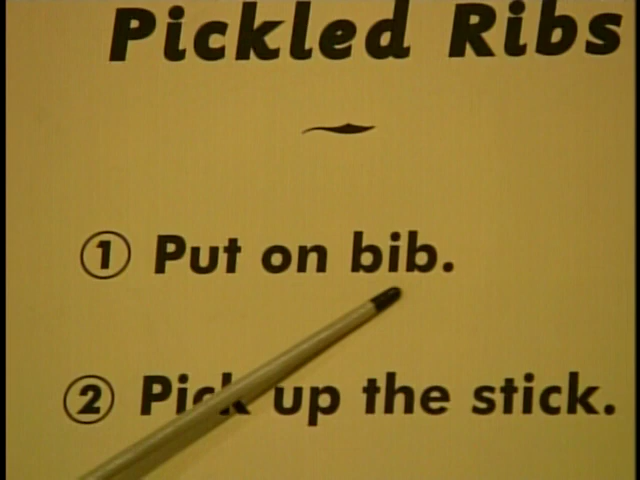 Pickled Ribs
1 Put on bib.
2 Pick up the stick.